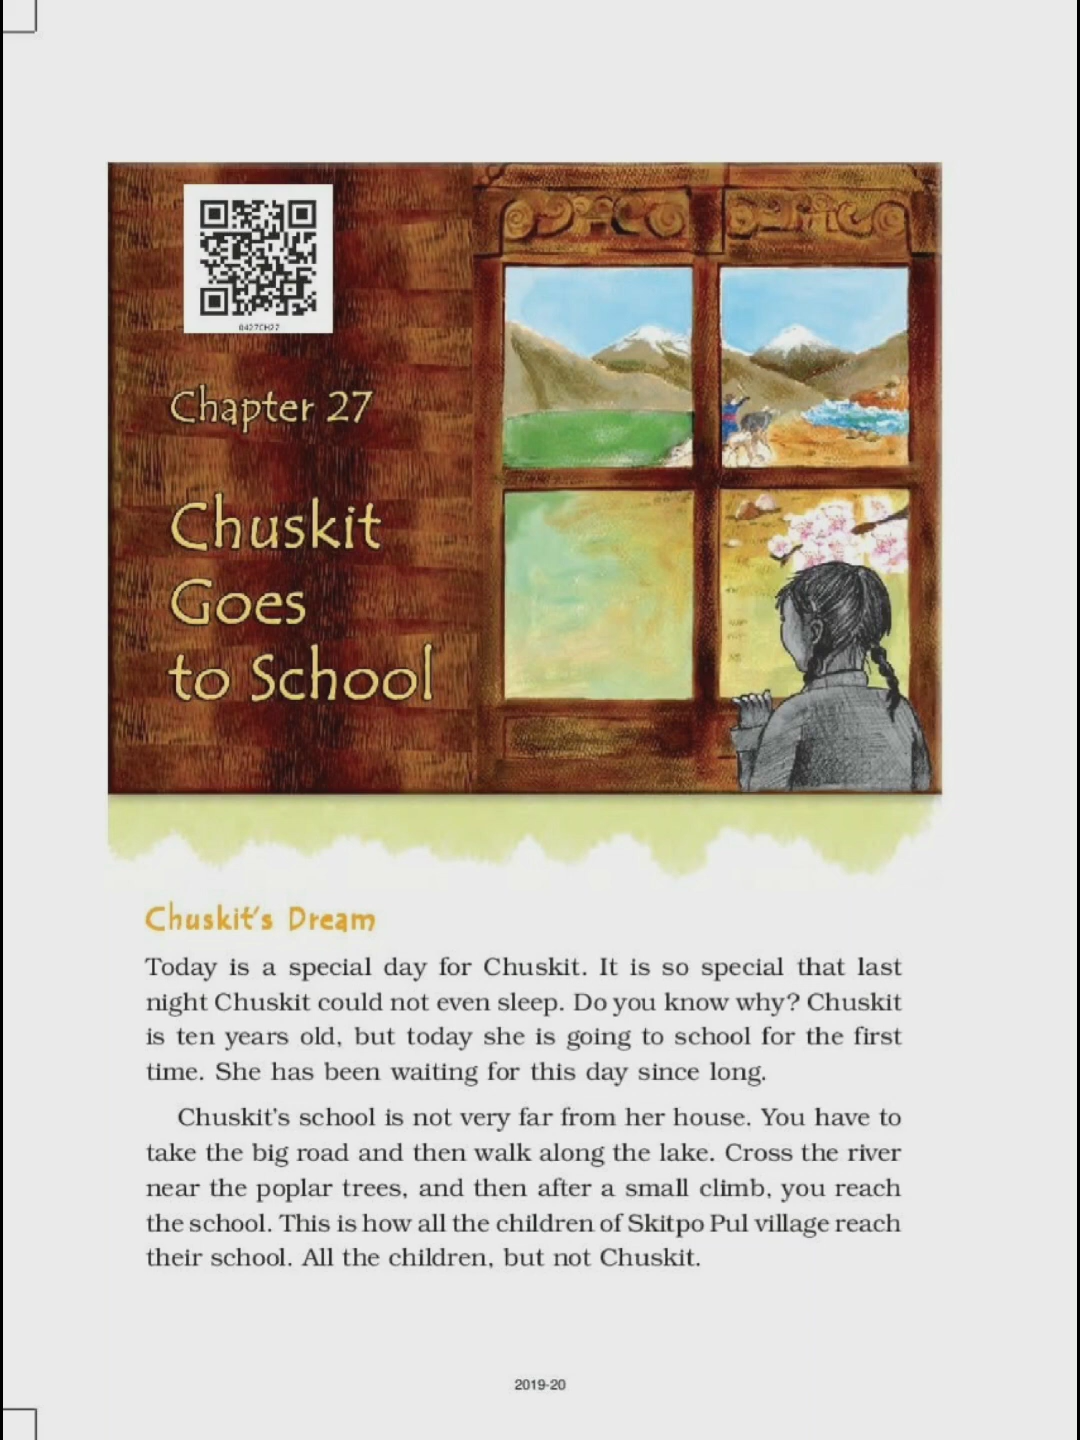 0427CH27
Chapter 27
Chuskit
Goes
to School
Chuskit's Dream
Today is a special day for Chuskit. It is so special that last
night Chuskit could not even sleep. Do you know why? Chuskit
is ten years old, but today she is going to school for the first
time. She has been waiting for this day since long.
Chuskit's school is not very far from her house. You have to
take the big road and then walk along the lake. Cross the river
near the poplar trees, and then after a small climb, you reach
the school. This is how all the children of Skitpo Pul village reach
their school. All the children, but not Chuskit.
2019-20